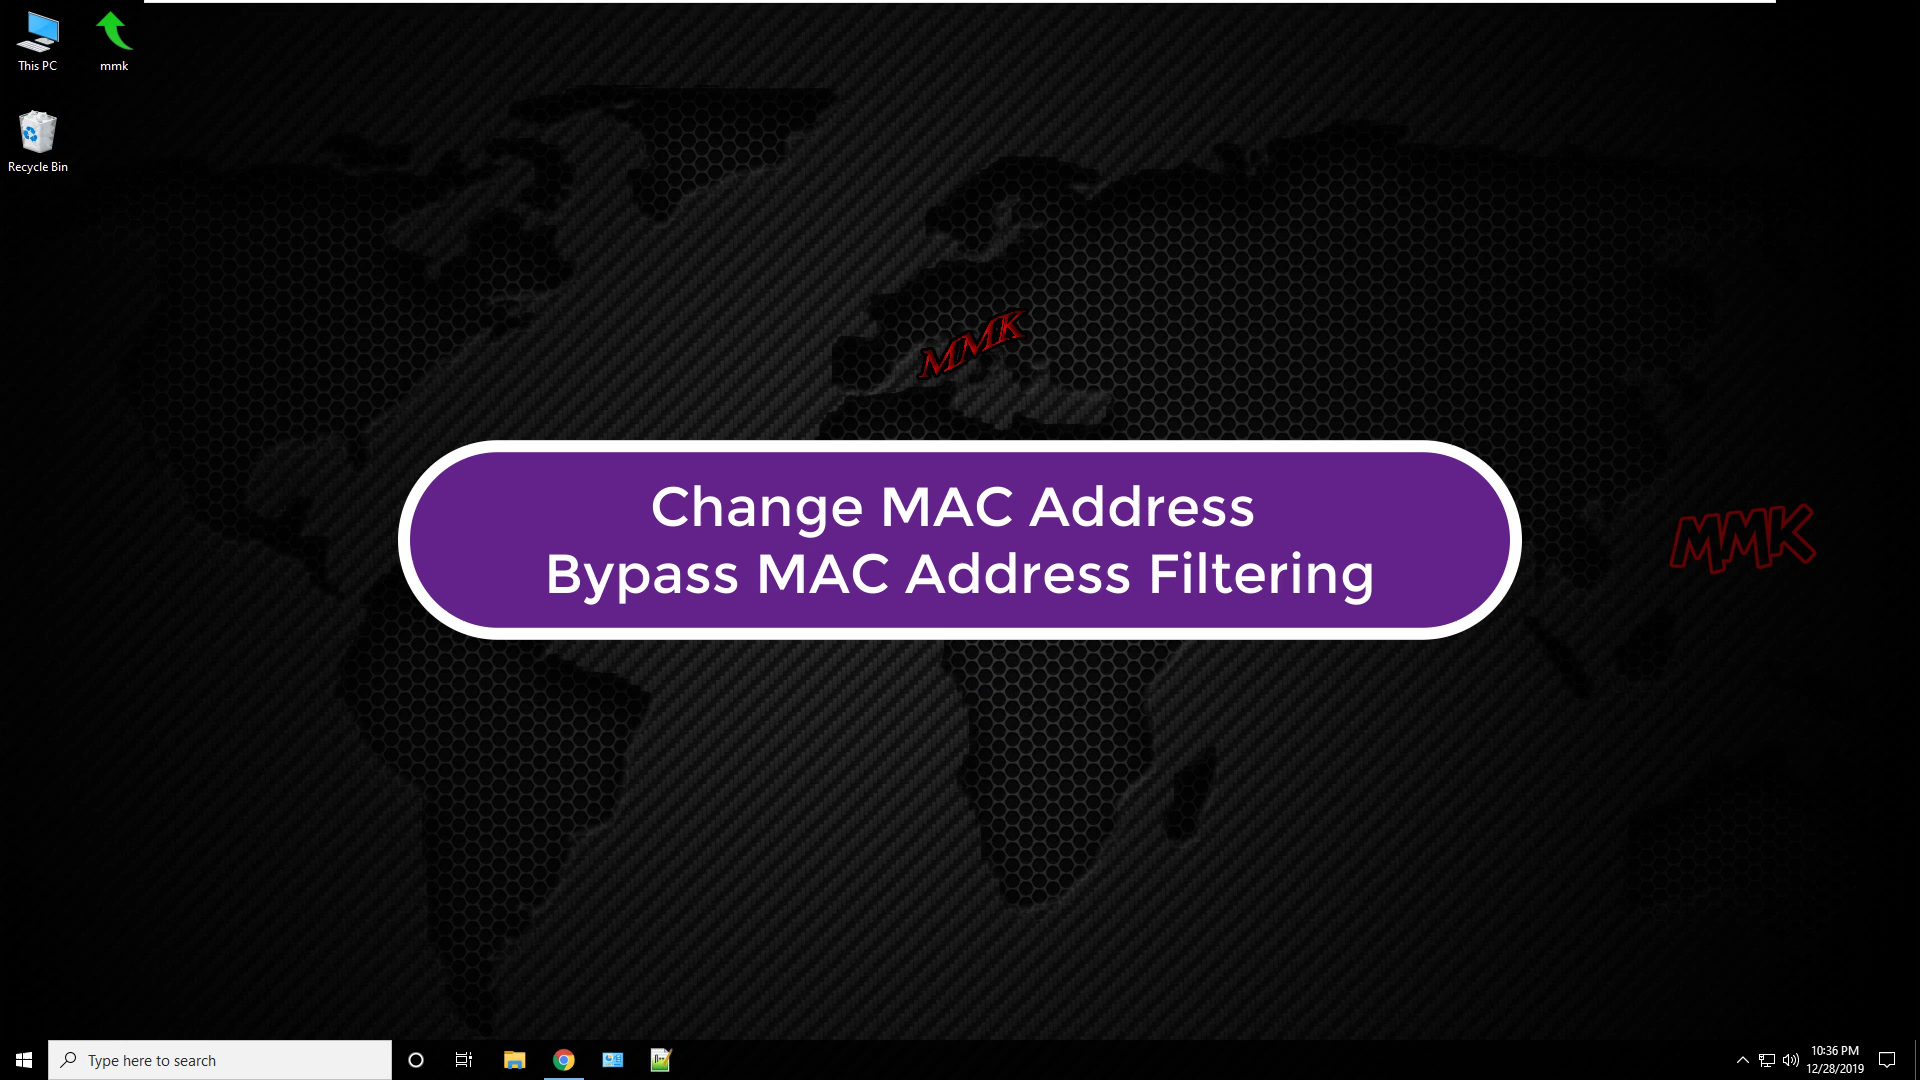 This PC
mmk
Recycle Bin
MMK
Change MAC Address
Bypass MAC Address Filtering
MMK
Type here to search
10:36 PM
12/28/2019